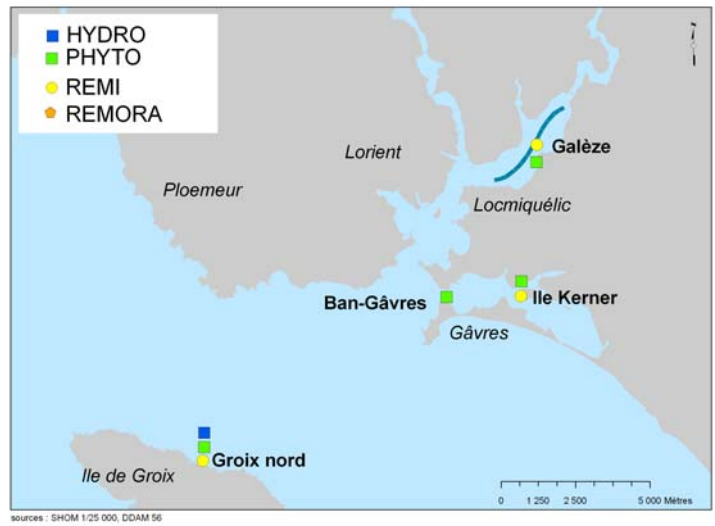 HYDRO
PHYTO
REMI
REMORA
Lorient
Galèze
Ploemeur
Locmiquélic
Ban-Gâvres
Ile Kerner
Gâvres
Groix nord
Ile de Groix
0 1 250 2 500 5 000 Mètres
sources : SHOM 1/25 000, DDAM 56